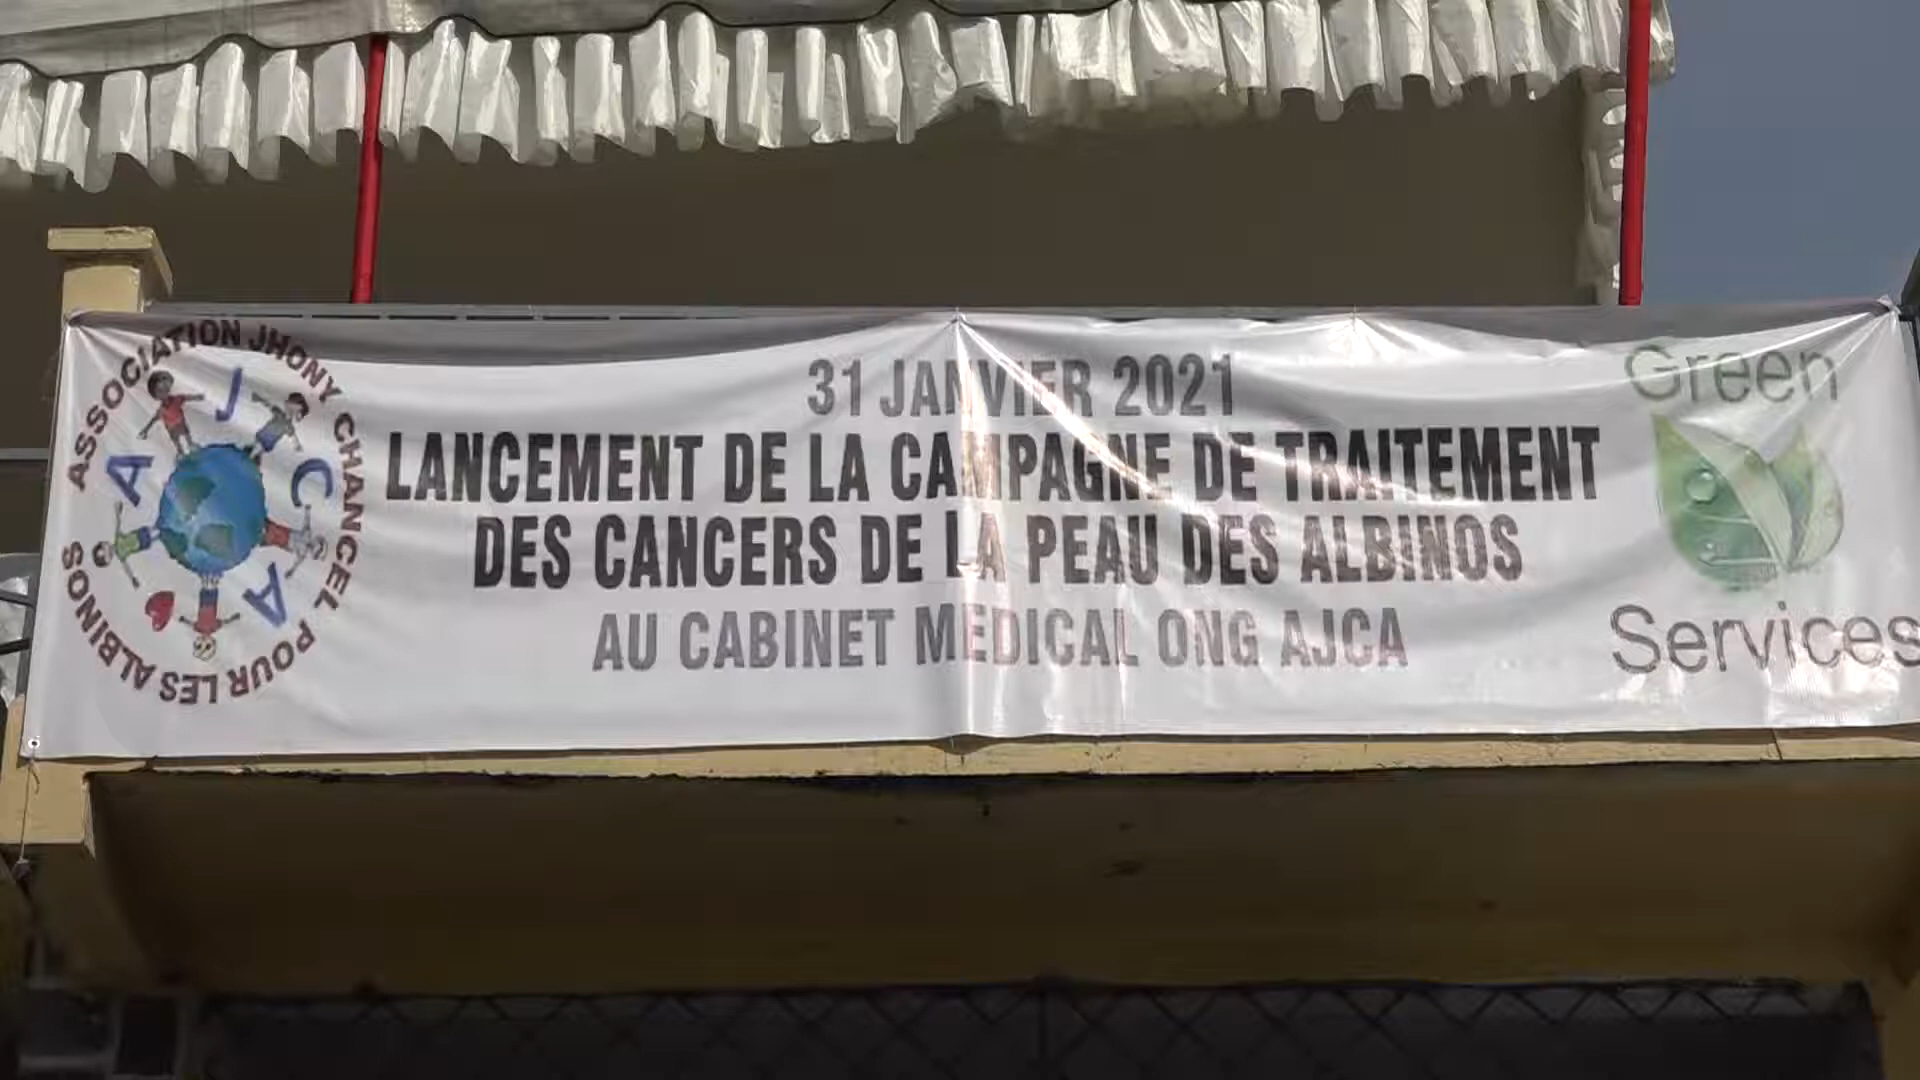 ASSOCIATION JHONY CHANCEL POUR LES ALBINOS
A J C A
31 JANVIER 2021
LANCEMENT DE LA CAMPAGNE DE TRAITEMENT
DES CANCERS DE LA PEAU DES ALBINOS
AU CABINET MEDICAL ONG AJCA
Green
Services